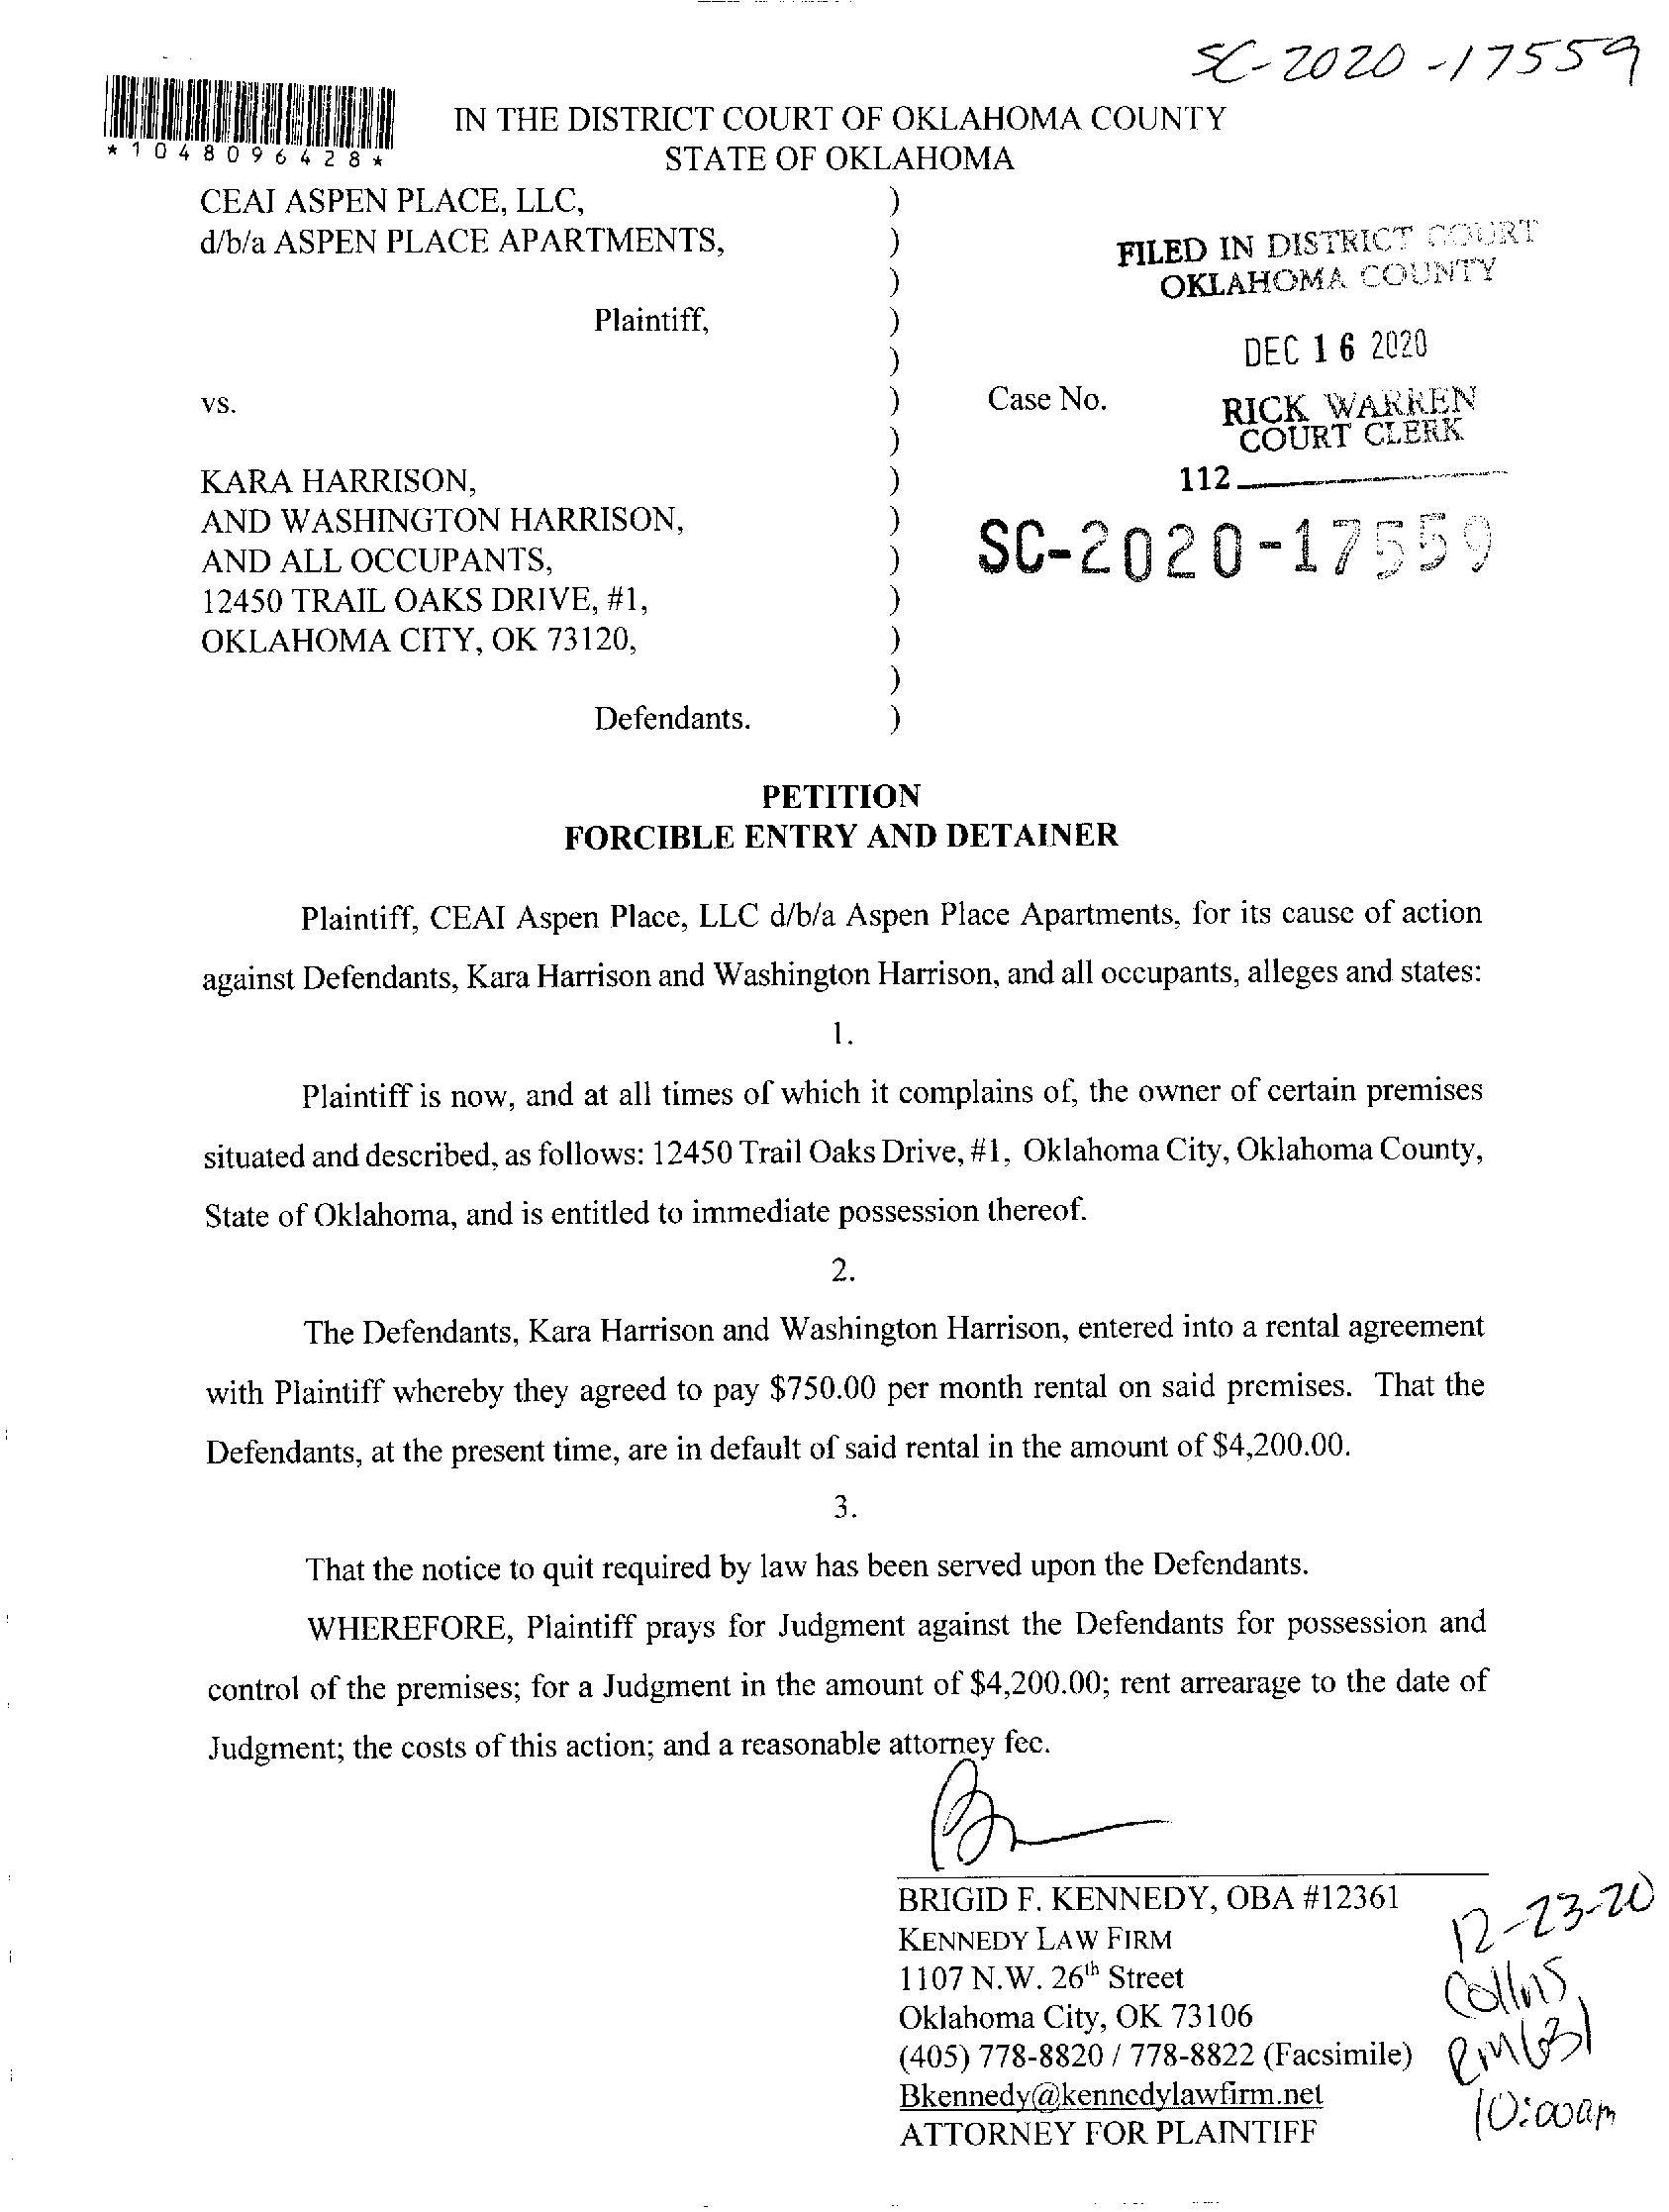 SC-2020-17559
*1048096428*
IN THE DISTRICT COURT OF OKLAHOMA COUNTY
STATE OF OKLAHOMA
CEAI ASPEN PLACE, LLC, )
d/b/a ASPEN PLACE APARTMENTS, )
)
Plaintiff, )
)
vs. )
)
KARA HARRISON, )
AND WASHINGTON HARRISON, )
AND ALL OCCUPANTS, )
12450 TRAIL OAKS DRIVE, #1, )
OKLAHOMA CITY, OK 73120, )
)
Defendants. )
FILED IN DISTRICT COURT
OKLAHOMA COUNTY
DEC 16 2020
Case No.
RICK WARREN
COURT CLERK
112
SC-2020-17559
PETITION
FORCIBLE ENTRY AND DETAINER
Plaintiff, CEAI Aspen Place, LLC d/b/a Aspen Place Apartments, for its cause of action
against Defendants, Kara Harrison and Washington Harrison, and all occupants, alleges and states:
1.
Plaintiff is now, and at all times of which it complains of, the owner of certain premises
situated and described, as follows: 12450 Trail Oaks Drive, #1, Oklahoma City, Oklahoma County,
State of Oklahoma, and is entitled to immediate possession thereof.
2.
The Defendants, Kara Harrison and Washington Harrison, entered into a rental agreement
with Plaintiff whereby they agreed to pay $750.00 per month rental on said premises. That the
Defendants, at the present time, are in default of said rental in the amount of $4,200.00.
3.
That the notice to quit required by law has been served upon the Defendants.
WHEREFORE, Plaintiff prays for Judgment against the Defendants for possession and
control of the premises; for a Judgment in the amount of $4,200.00; rent arrearage to the date of
Judgment; the costs of this action; and a reasonable attorney fee.
BRIGID F. KENNEDY, OBA #12361
KENNEDY LAW FIRM
1107 N.W. 26th Street
Oklahoma City, OK 73106
(405) 778-8820 / 778-8822 (Facsimile)
Bkennedy@kennedylawfirm.net
ATTORNEY FOR PLAINTIFF
12-23-20
Collins
10:00am